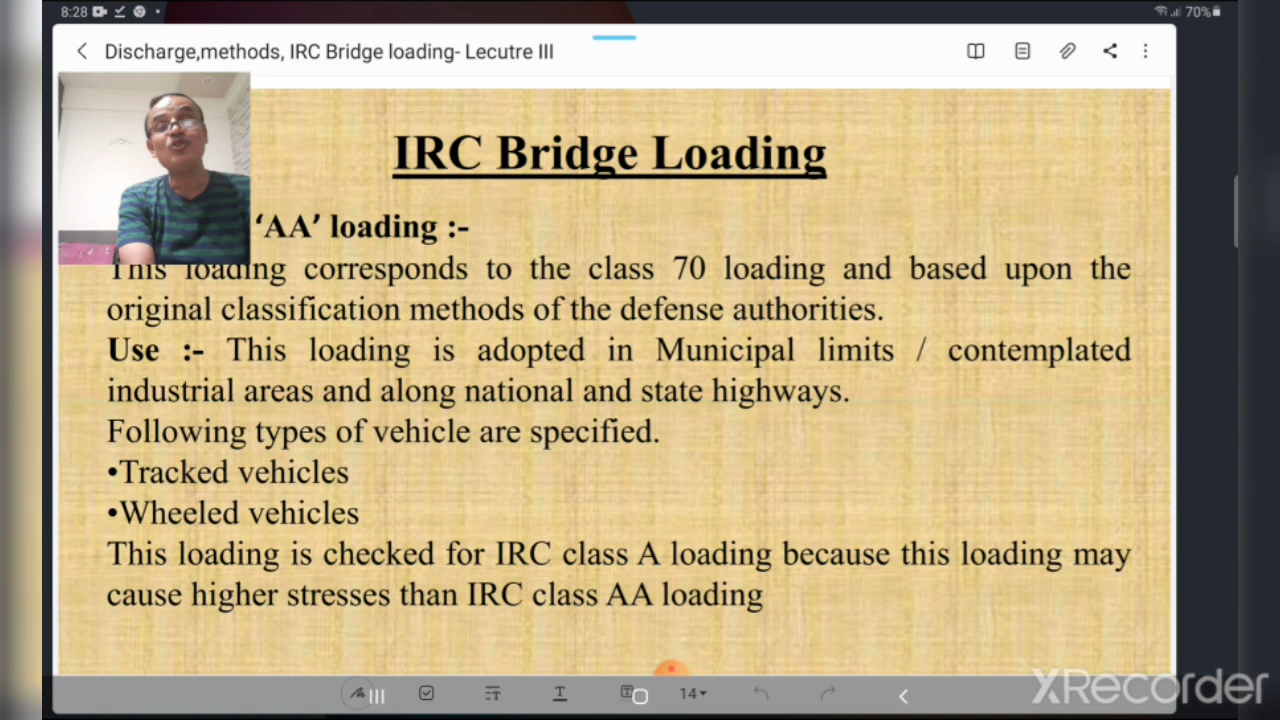 8:28
70%
Discharge,methods, IRC Bridge loading- Lecutre III
IRC Bridge Loading
‘AA’ loading :-
This loading corresponds to the class 70 loading and based upon the
original classification methods of the defense authorities.
Use :- This loading is adopted in Municipal limits / contemplated
industrial areas and along national and state highways.
Following types of vehicle are specified.
•Tracked vehicles
•Wheeled vehicles
This loading is checked for IRC class A loading because this loading may
cause higher stresses than IRC class AA loading
14
XRecorder